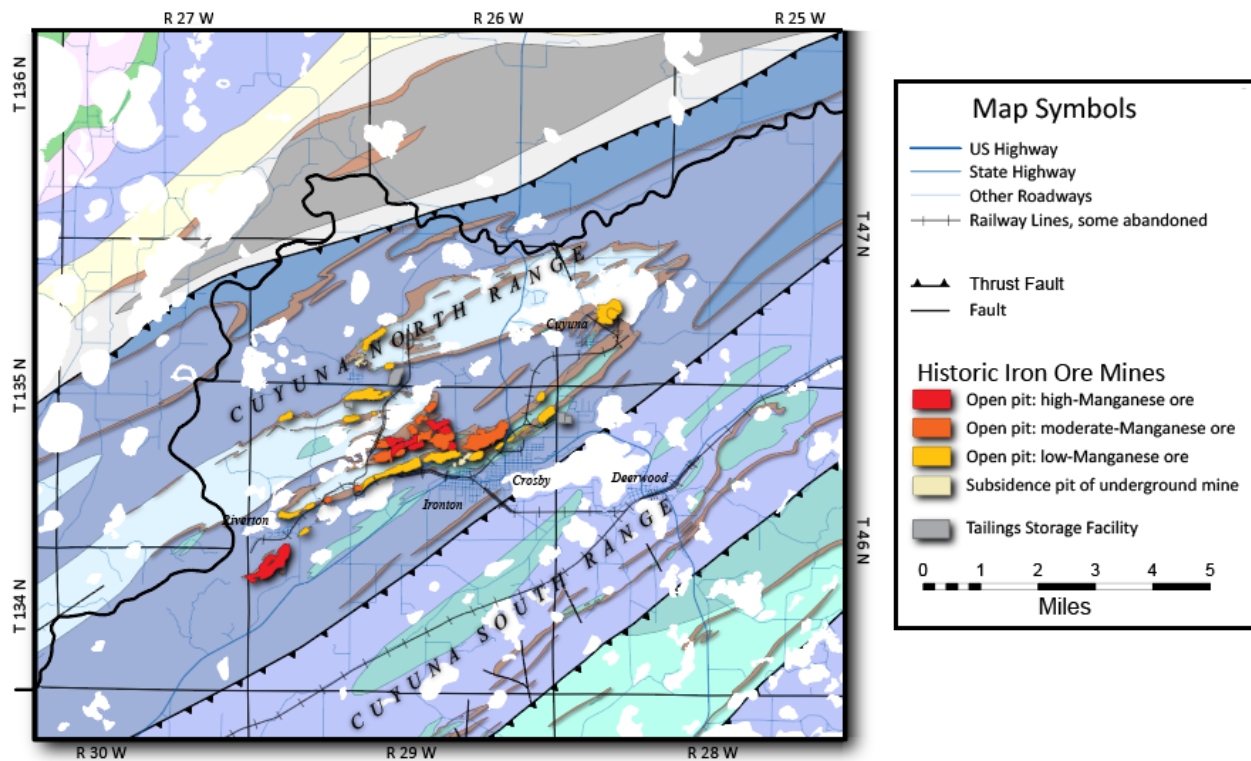 R 27 W
R 26 W
R 25 W
T 136 N
T 47 N
CUYUNA NORTH RANGE
Cuyuna
T 135 N
Crosby
Deerwood
Ironton
Riverton
T 46 N
CUYUNA SOUTH RANGE
T 134 N
R 30 W
R 29 W
R 28 W
Map Symbols
US Highway
State Highway
Other Roadways
Railway Lines, some abandoned
Thrust Fault
Fault
Historic Iron Ore Mines
Open pit: high-Manganese ore
Open pit: moderate-Manganese ore
Open pit: low-Manganese ore
Subsidence pit of underground mine
Tailings Storage Facility
0 1 2 3 4 5
Miles